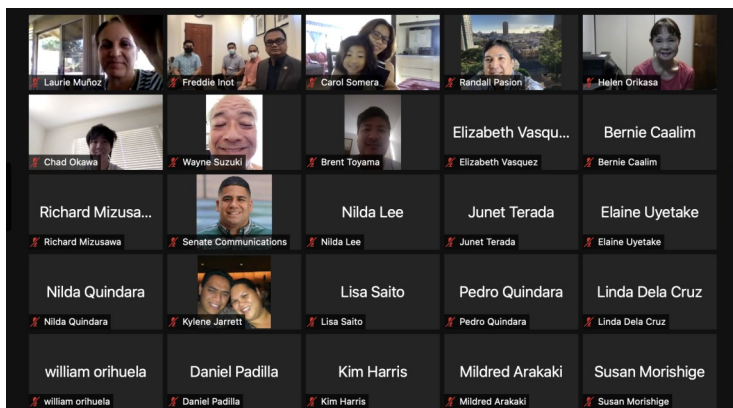 Laurie Muñoz
Freddie Inot
Carol Somera
Randall Pasion
Helen Orikasa
Chad Okawa
Wayne Suzuki
Brent Toyama
Elizabeth Vasqu...
Elizabeth Vasquez
Bernie Caalim
Bernie Caalim
Richard Mizusa...
Richard Mizusawa
Senate Communications
Nilda Lee
Nilda Lee
Junet Terada
Junet Terada
Elaine Uyetake
Elaine Uyetake
Nilda Quindara
Nilda Quindara
Kylene Jarrett
Lisa Saito
Lisa Saito
Pedro Quindara
Pedro Quindara
Linda Dela Cruz
Linda Dela Cruz
william orihuela
william orihuela
Daniel Padilla
Daniel Padilla
Kim Harris
Kim Harris
Mildred Arakaki
Mildred Arakaki
Susan Morishige
Susan Morishige